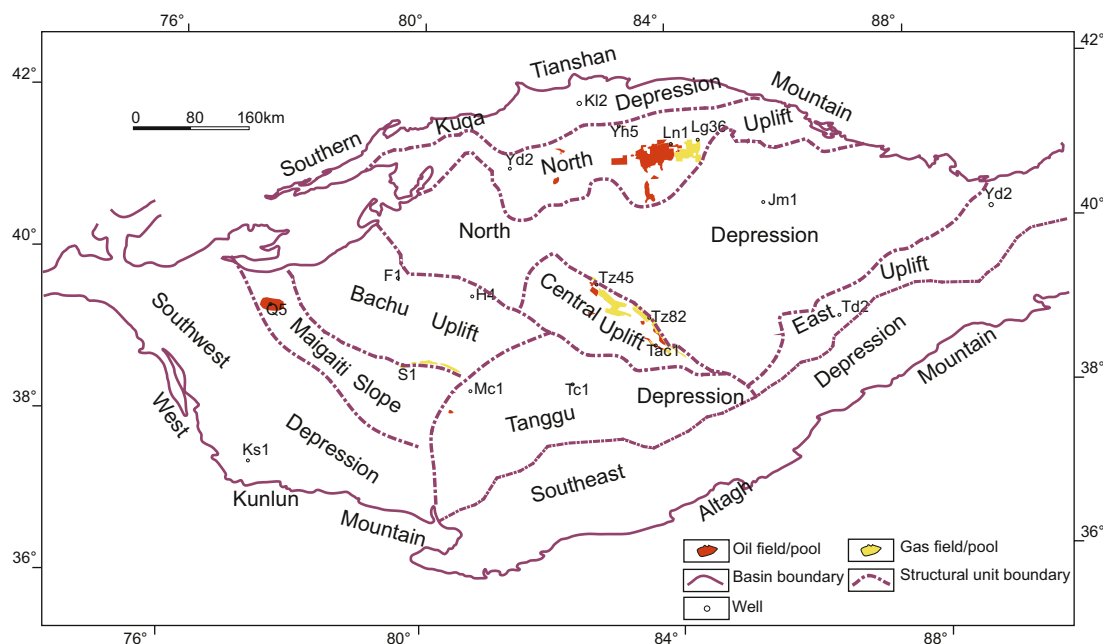 76°
80°
84°
88°
42°
42°
Tianshan
Mountain
Kl2
Depression
0 80 160km
Kuqa
Yh5
Ln1
Lg36
Uplift
Southern
Yd2
North
Jm1
Yd2
40°
40°
North
Depression
F1
Tz45
Uplift
Bachu
H4
Central
Q5
Tz82
Td2
East
Southwest
Uplift
Uplift
Maigaiti
Tac1
Depression
S1
Mountain
38°
38°
Slope
Mc1
Tc1
Depression
West
Tanggu
Ks1
Depression
Southeast
Kunlun
Altagh
Mountain
36°
36°
Oil field/pool
Gas field/pool
Basin boundary
Structural unit boundary
Well
76°
80°
84°
88°